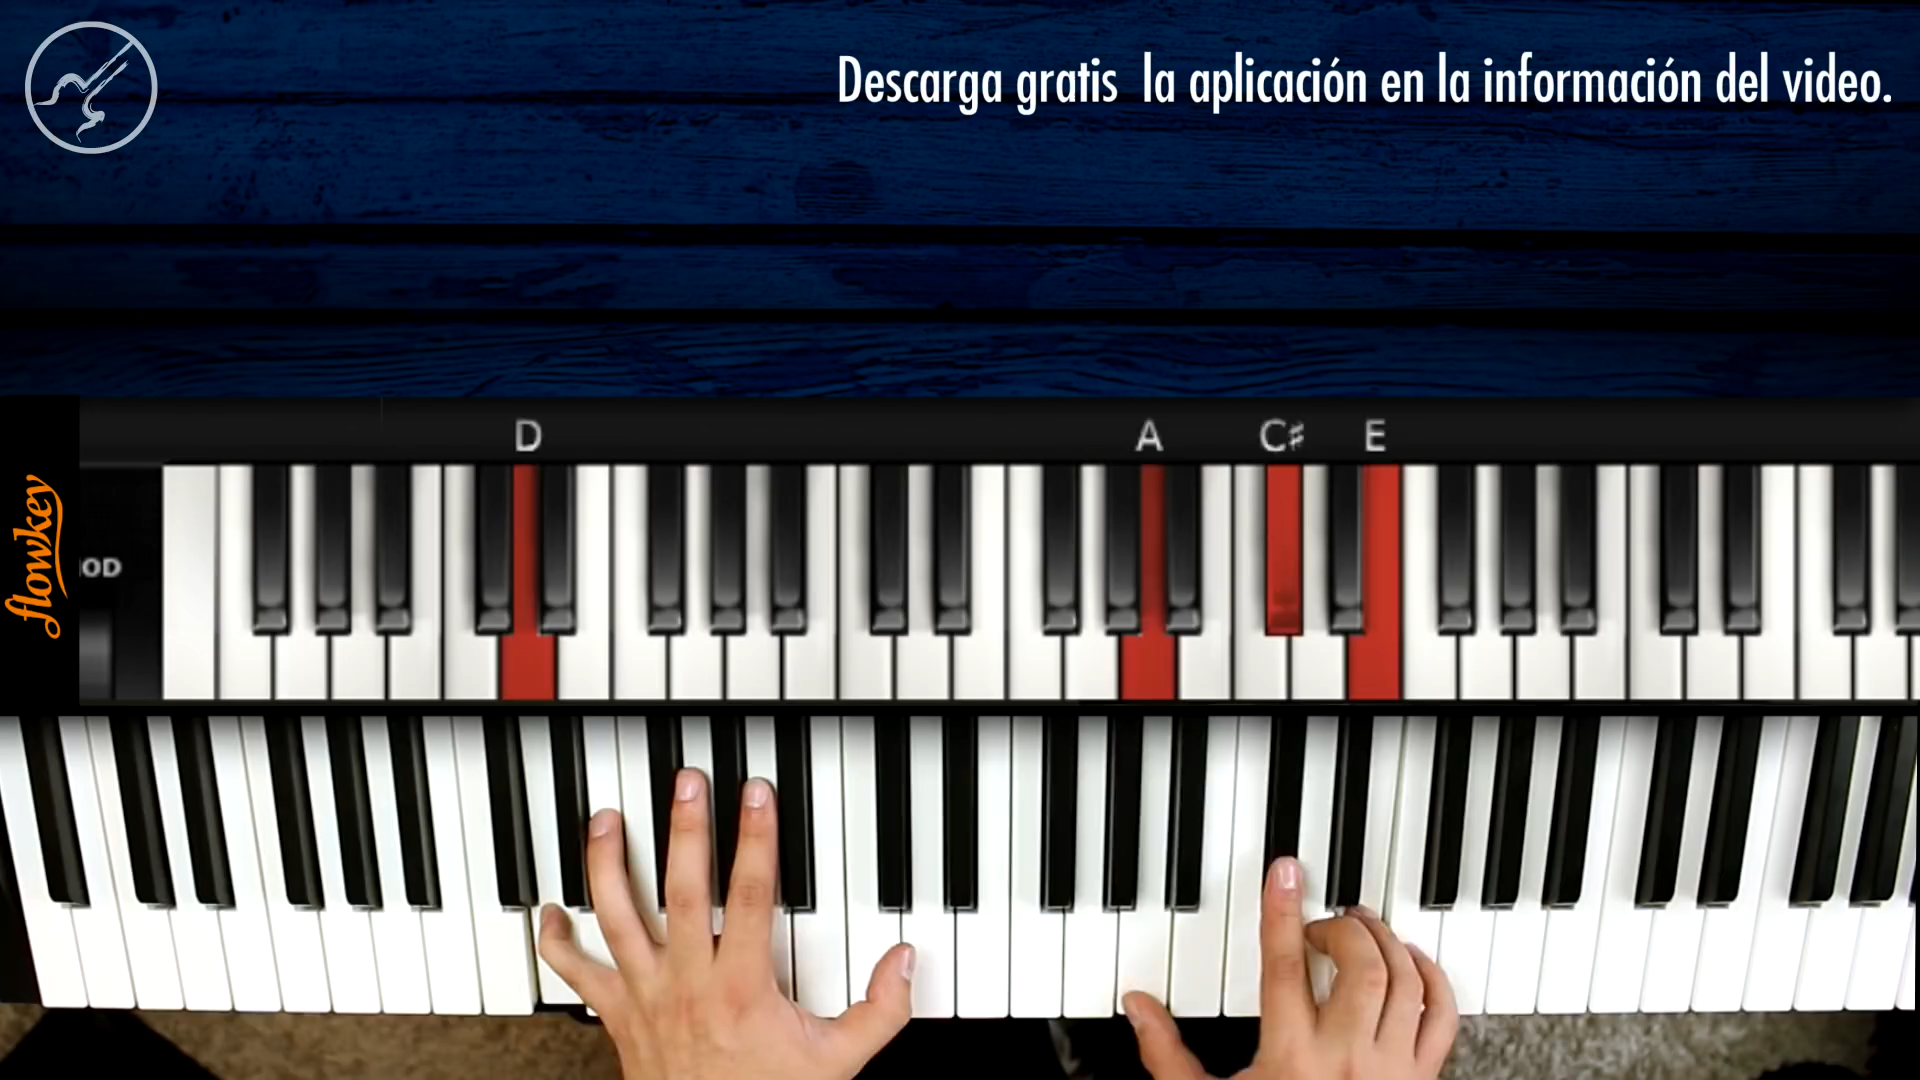 Descarga gratis la aplicación en la información del video.
D A C♯ E
flowkey
OD